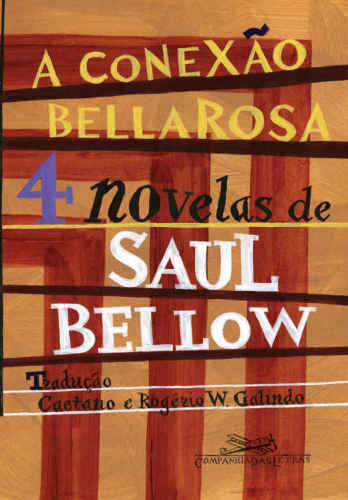 A CONEXÃO
BELLAROSA
4 novelas de
SAUL
BELLOW
Tradução
Caetano e Rogério W. Galindo
COMPANHIA DAS LETRAS